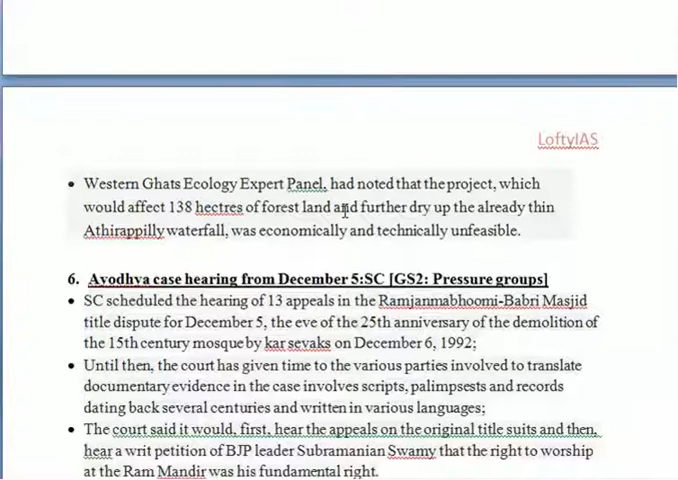 LoftyIAS
• Western Ghats Ecology Expert Panel, had noted that the project, which
would affect 138 hectres of forest land and further dry up the already thin
Athirappilly waterfall, was economically and technically unfeasible.
6. Ayodhya case hearing from December 5:SC [GS2: Pressure groups]
• SC scheduled the hearing of 13 appeals in the Ramjanmabhoomi-Babri Masjid
title dispute for December 5, the eve of the 25th anniversary of the demolition of
the 15th century mosque by kar sevaks on December 6, 1992;
• Until then, the court has given time to the various parties involved to translate
documentary evidence in the case involves scripts, palimpsests and records
dating back several centuries and written in various languages;
• The court said it would, first, hear the appeals on the original title suits and then,
hear a writ petition of BJP leader Subramanian Swamy that the right to worship
at the Ram Mandir was his fundamental right.